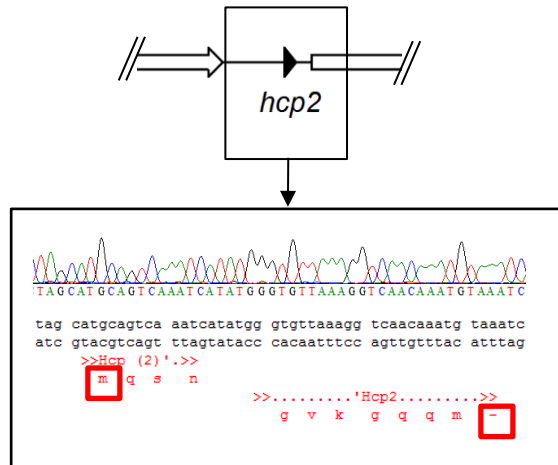 hcp2
TAGCATGCAGTCAAATCATATGGGTGTTAAAGGTCAACAAATGTAAATC
tag catgcagtca aatcatatgg gtgttaaagg tcaacaaatg taaatc
atc gtacgtcagt ttagtatacc cacaatttcc agttgtttac atttag
>>Hcp (2)'.>>
m q s n
>>.........'Hcp2........>>
g v k g q q m -